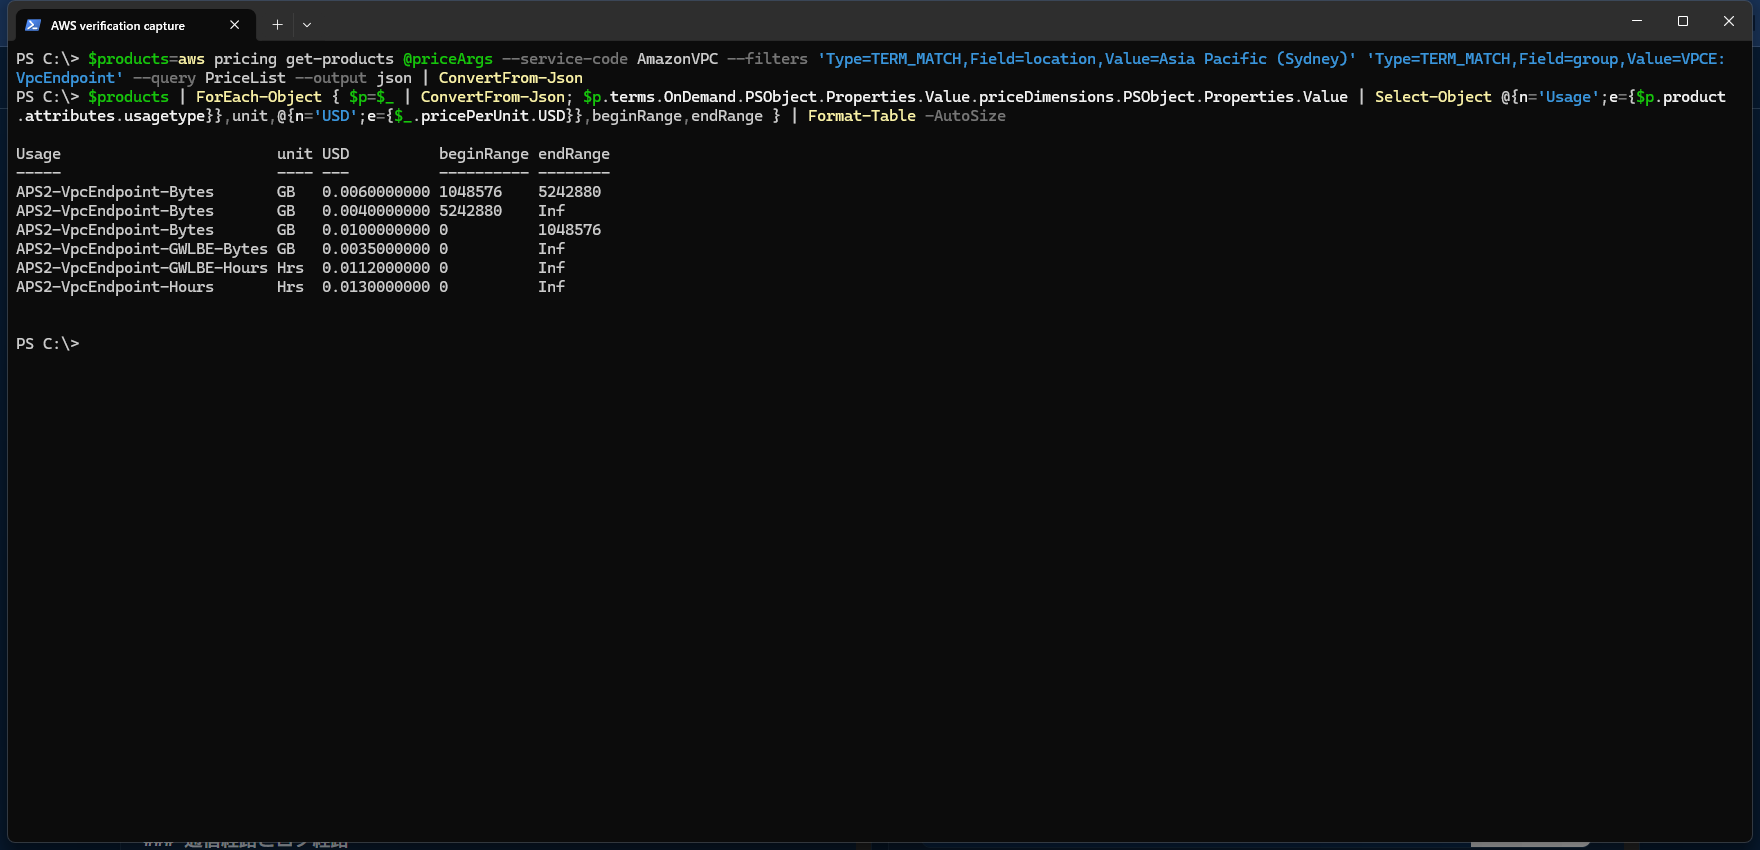 AWS verification capture
PS C:\> $products=aws pricing get-products @priceArgs --service-code AmazonVPC --filters 'Type=TERM_MATCH,Field=location,Value=Asia Pacific (Sydney)' 'Type=TERM_MATCH,Field=group,Value=VPCE:
VpcEndpoint' --query PriceList --output json | ConvertFrom-Json
PS C:\> $products | ForEach-Object { $p=$_ | ConvertFrom-Json; $p.terms.OnDemand.PSObject.Properties.Value.priceDimensions.PSObject.Properties.Value | Select-Object @{n='Usage';e={$p.product
.attributes.usagetype}},unit,@{n='USD';e={$_.pricePerUnit.USD}},beginRange,endRange } | Format-Table -AutoSize
Usage unit USD beginRange endRange
----- ---- --- ---------- --------
APS2-VpcEndpoint-Bytes GB 0.0060000000 1048576 5242880
APS2-VpcEndpoint-Bytes GB 0.0040000000 5242880 Inf
APS2-VpcEndpoint-Bytes GB 0.0100000000 0 1048576
APS2-VpcEndpoint-GWLBE-Bytes GB 0.0035000000 0 Inf
APS2-VpcEndpoint-GWLBE-Hours Hrs 0.0112000000 0 Inf
APS2-VpcEndpoint-Hours Hrs 0.0130000000 0 Inf
PS C:\>